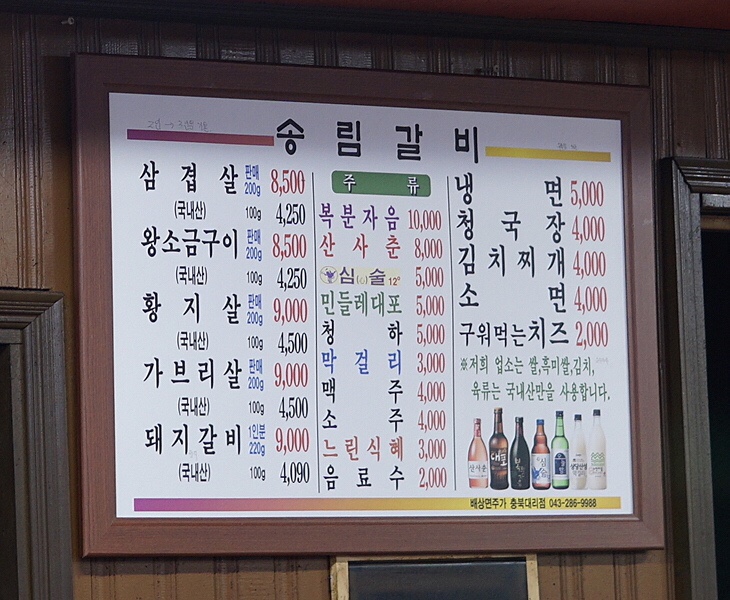 송림갈비
삼겹살 판매 200g 8,500
(국내산) 100g 4,250
왕소금구이 판매 200g 8,500
(국내산) 100g 4,250
황지살 판매 200g 9,000
(국내산) 100g 4,500
가브리살 판매 200g 9,000
(국내산) 100g 4,500
돼지갈비 1인분 220g 9,000
(국내산) 100g 4,090
주류
복분자음 10,000
산사춘 8,000
심(心)술 12° 5,000
민들레대포 5,000
청하 5,000
막걸리 3,000
맥주 4,000
소주 4,000
느린식혜 3,000
음료수 2,000
냉면 5,000
청국장 4,000
김치찌개 4,000
소면 4,000
구워먹는치즈 2,000
※저희 업소는 쌀,흑미쌀,김치,
육류는 국내산만을 사용합니다.
산사춘
대포
심술
배상면주가 충북대리점 043-286-9988